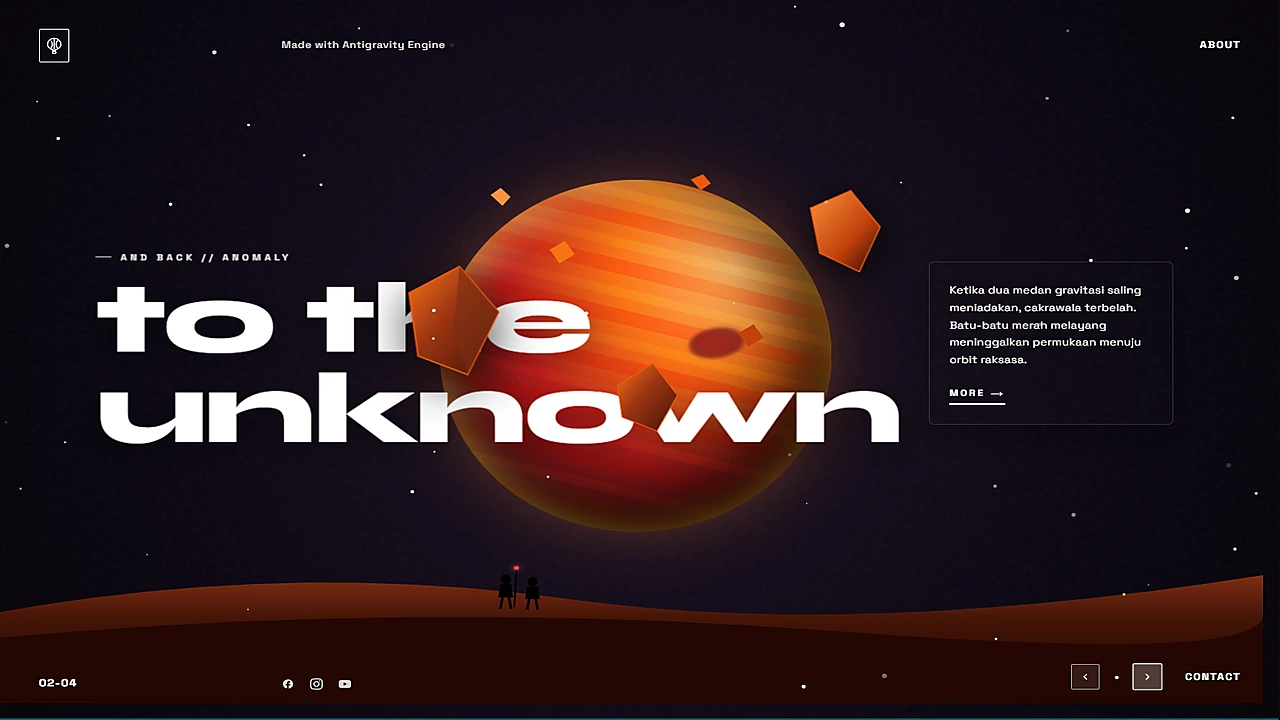 Made with Antigravity Engine
ABOUT
AND BACK // ANOMALY
to the
unknown
Ketika dua medan gravitasi saling
meniadakan, cakrawala terbelah.
Batu-batu merah melayang
meninggalkan permukaan menuju
orbit raksasa.
MORE →
02-04
CONTACT